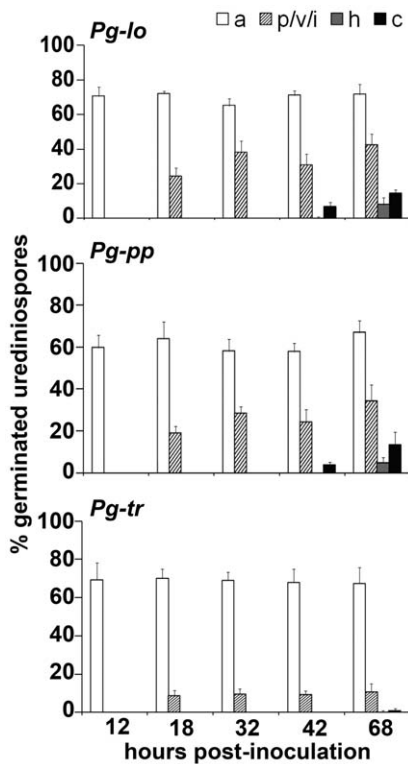 a p/v/i h c
Pg-lo
100
80
60
40
20
0
Pg-pp
100
80
60
40
20
0
Pg-tr
100
80
60
40
20
0
% germinated urediniospores
12 18 32 42 68
hours post-inoculation